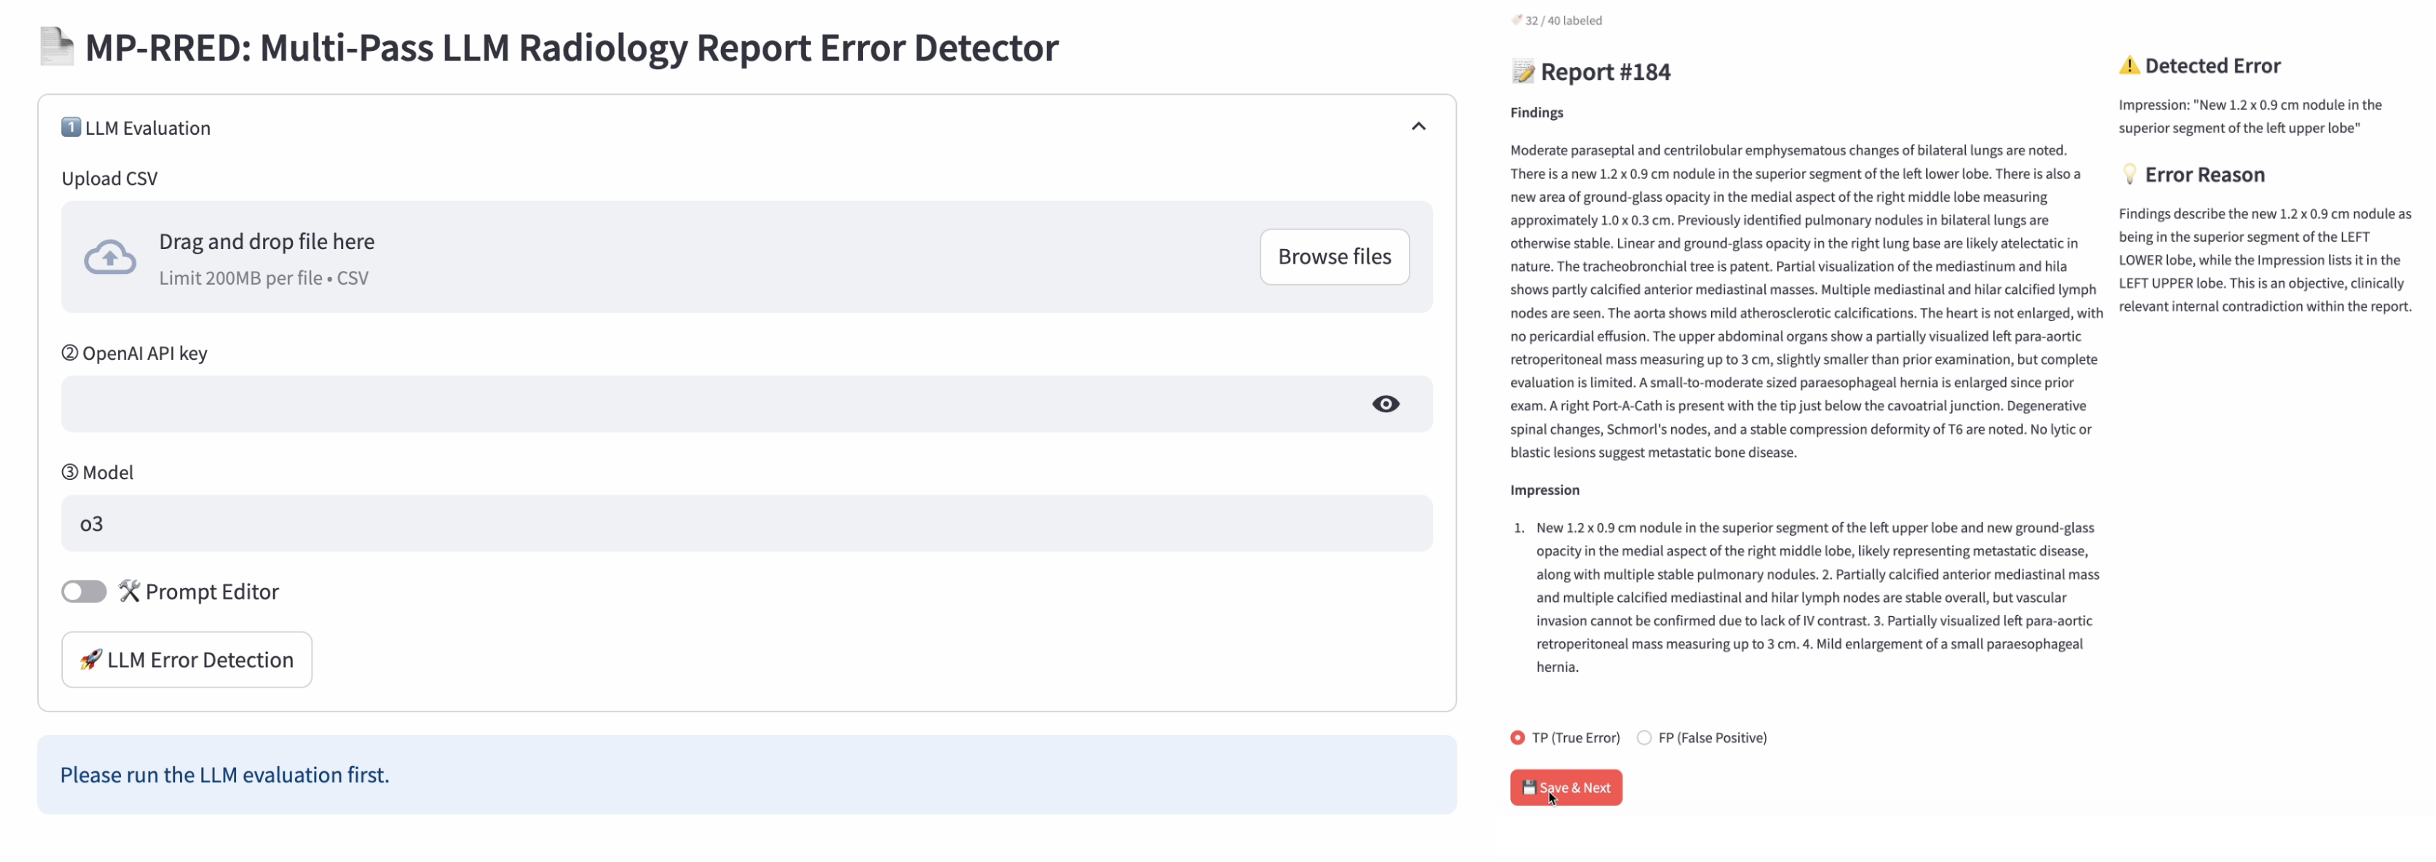 MP-RRED: Multi-Pass LLM Radiology Report Error Detector
1 LLM Evaluation
Upload CSV
Drag and drop file here
Limit 200MB per file • CSV
Browse files
② OpenAI API key
③ Model
o3
Prompt Editor
LLM Error Detection
Please run the LLM evaluation first.
32 / 40 labeled
Report #184
Findings
Moderate paraseptal and centrilobular emphysematous changes of bilateral lungs are noted.
There is a new 1.2 x 0.9 cm nodule in the superior segment of the left lower lobe. There is also a
new area of ground-glass opacity in the medial aspect of the right middle lobe measuring
approximately 1.0 x 0.3 cm. Previously identified pulmonary nodules in bilateral lungs are
otherwise stable. Linear and ground-glass opacity in the right lung base are likely atelectatic in
nature. The tracheobronchial tree is patent. Partial visualization of the mediastinum and hila
shows partly calcified anterior mediastinal masses. Multiple mediastinal and hilar calcified lymph
nodes are seen. The aorta shows mild atherosclerotic calcifications. The heart is not enlarged, with
no pericardial effusion. The upper abdominal organs show a partially visualized left para-aortic
retroperitoneal mass measuring up to 3 cm, slightly smaller than prior examination, but complete
evaluation is limited. A small-to-moderate sized paraesophageal hernia is enlarged since prior
exam. A right Port-A-Cath is present with the tip just below the cavoatrial junction. Degenerative
spinal changes, Schmorl's nodes, and a stable compression deformity of T6 are noted. No lytic or
blastic lesions suggest metastatic bone disease.
Impression
1. New 1.2 x 0.9 cm nodule in the superior segment of the left upper lobe and new ground-glass
opacity in the medial aspect of the right middle lobe, likely representing metastatic disease,
along with multiple stable pulmonary nodules. 2. Partially calcified anterior mediastinal mass
and multiple calcified mediastinal and hilar lymph nodes are stable overall, but vascular
invasion cannot be confirmed due to lack of IV contrast. 3. Partially visualized left para-aortic
retroperitoneal mass measuring up to 3 cm. 4. Mild enlargement of a small paraesophageal
hernia.
TP (True Error) FP (False Positive)
Save & Next
Detected Error
Impression: "New 1.2 x 0.9 cm nodule in the
superior segment of the left upper lobe"
Error Reason
Findings describe the new 1.2 x 0.9 cm nodule as
being in the superior segment of the LEFT
LOWER lobe, while the Impression lists it in the
LEFT UPPER lobe. This is an objective, clinically
relevant internal contradiction within the report.